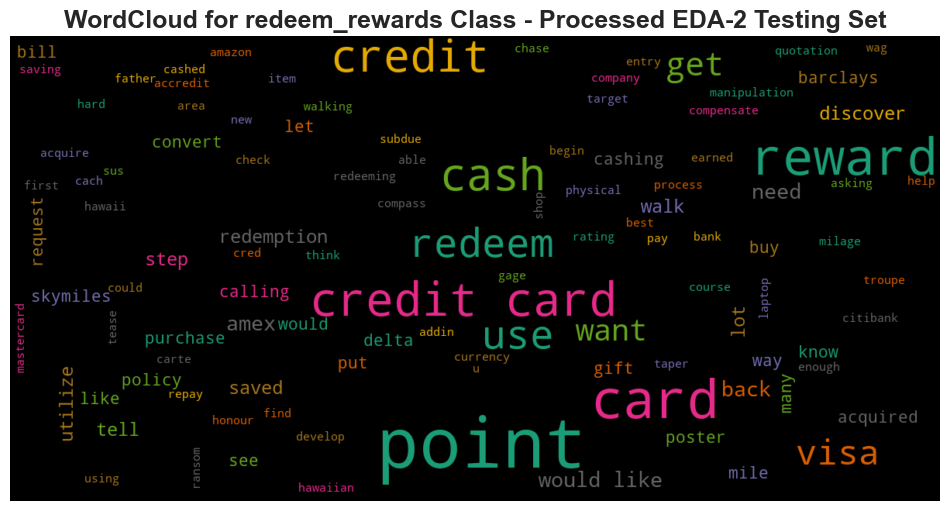 WordCloud for redeem_rewards Class - Processed EDA-2 Testing Set
bill
amazon
credit
chase
get
quotation
wag
saving
father
cashed
accredit
item
entry
company
barclays
manipulation
target
compensate
discover
hard
area
new
walking
let
convert
subdue
reward
acquire
sus
check
able
cash
begin
cashing
earned
first
cach
redeeming
physical
process
need
asking
help
hawaii
compass
shop
walk
request
redemption
redeem
best
rating
pay
bank
buy
milage
step
cred
think
gage
course
laptop
troupe
skymiles
could
calling
credit card
mastercard
tease
amex
would
use
want
lot
citibank
purchase
delta
addin
carte
currency
u
put
gift
taper
way
know
enough
utilize
policy
repay
saved
card
back
many
like
honour
find
point
acquired
tell
develop
poster
see
visa
using
ransom
hawaiian
would like
mile